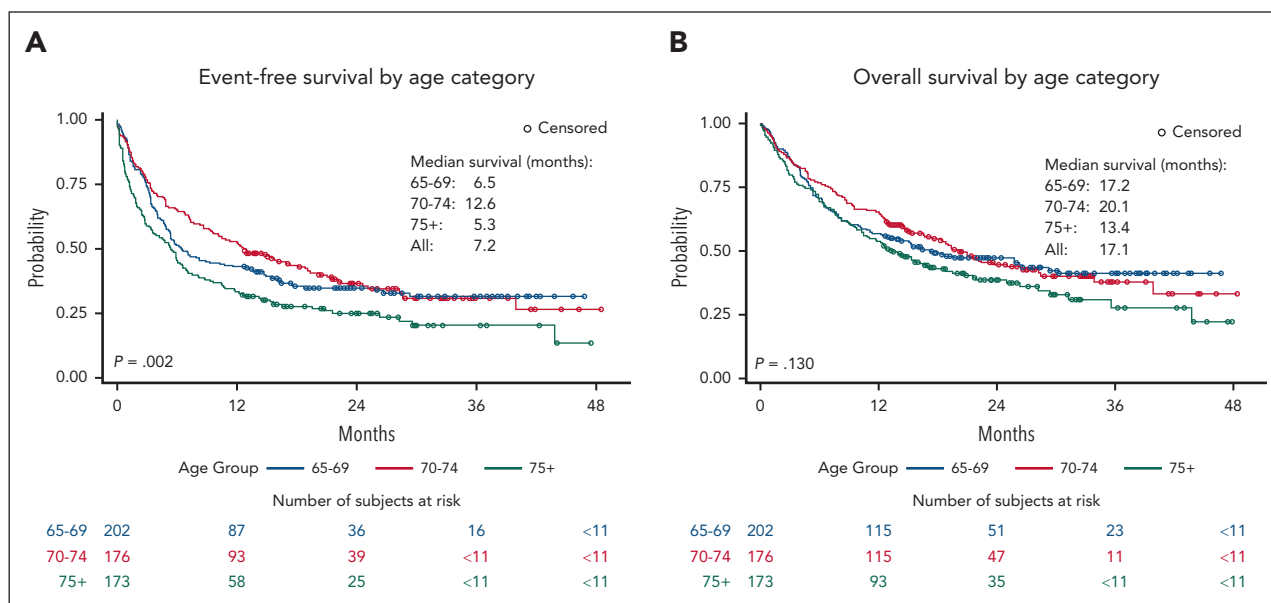 A
Event-free survival by age category
Probability
1.00
0.75
0.50
0.25
0.00
Censored
Median survival (months):
65-69: 6.5
70-74: 12.6
75+: 5.3
All: 7.2
P = .002
0 12 24 36 48
Months
Age Group 65-69 70-74 75+
Number of subjects at risk
65-69 202 87 36 16 <11
70-74 176 93 39 <11 <11
75+ 173 58 25 <11 <11
B
Overall survival by age category
Probability
1.00
0.75
0.50
0.25
0.00
Censored
Median survival (months):
65-69: 17.2
70-74: 20.1
75+: 13.4
All: 17.1
P = .130
0 12 24 36 48
Months
Age Group 65-69 70-74 75+
Number of subjects at risk
65-69 202 115 51 23 <11
70-74 176 115 47 11 <11
75+ 173 93 35 <11 <11